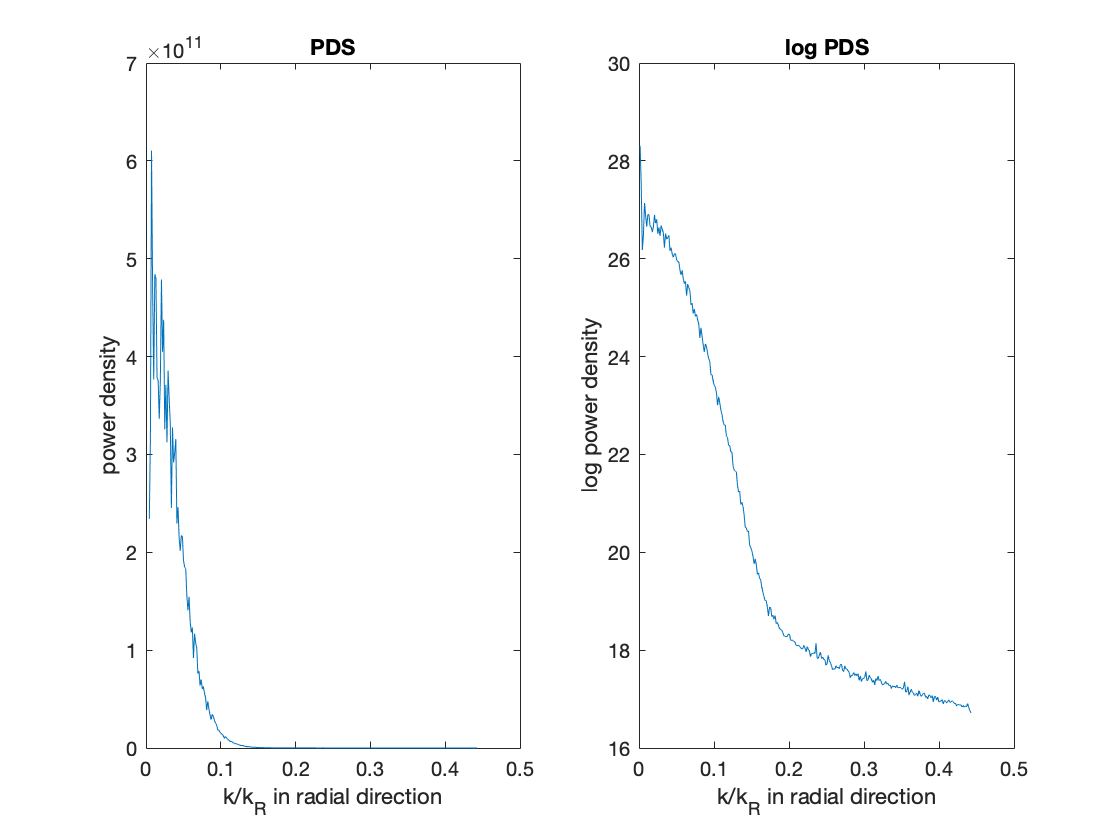 PDS
×10^11
7
6
5
4
3
2
1
0
0 0.1 0.2 0.3 0.4 0.5
power density
k/k_R in radial direction
log PDS
30
28
26
24
22
20
18
16
0 0.1 0.2 0.3 0.4 0.5
log power density
k/k_R in radial direction